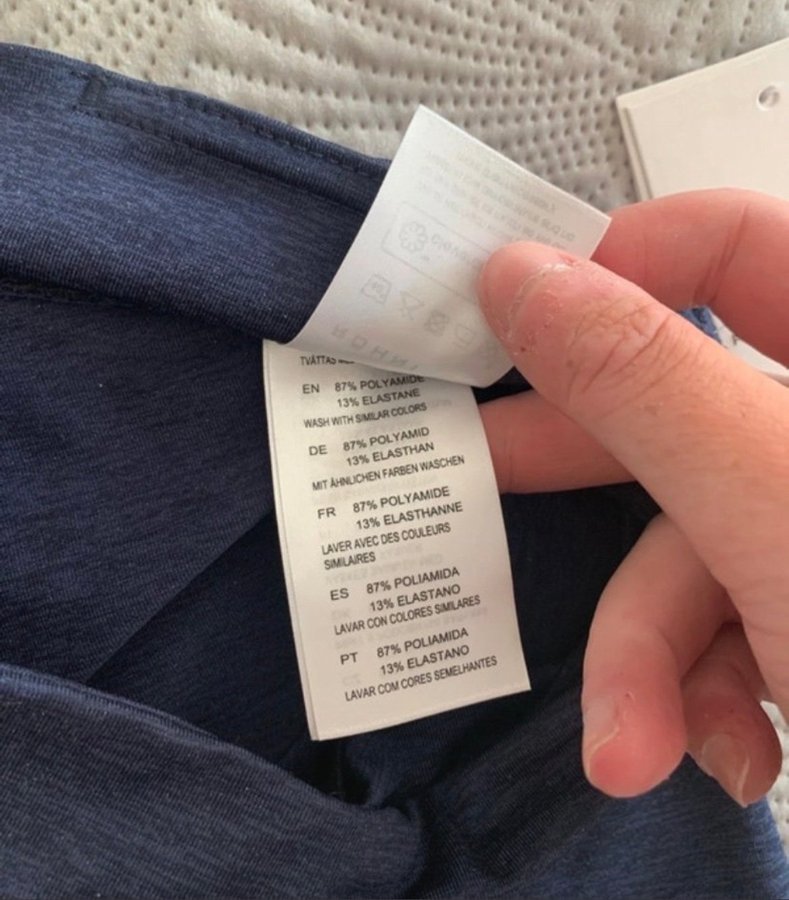 TVÄTTAS
EN 87% POLYAMIDE
13% ELASTANE
WASH WITH SIMILAR COLORS
DE 87% POLYAMID
13% ELASTHAN
MIT ÄHNLICHEN FARBEN WASCHEN
FR 87% POLYAMIDE
13% ELASTHANNE
LAVER AVEC DES COULEURS
SIMILAIRES
ES 87% POLIAMIDA
13% ELASTANO
LAVAR CON COLORES SIMILARES
PT 87% POLIAMIDA
13% ELASTANO
LAVAR COM CORES SEMELHANTES